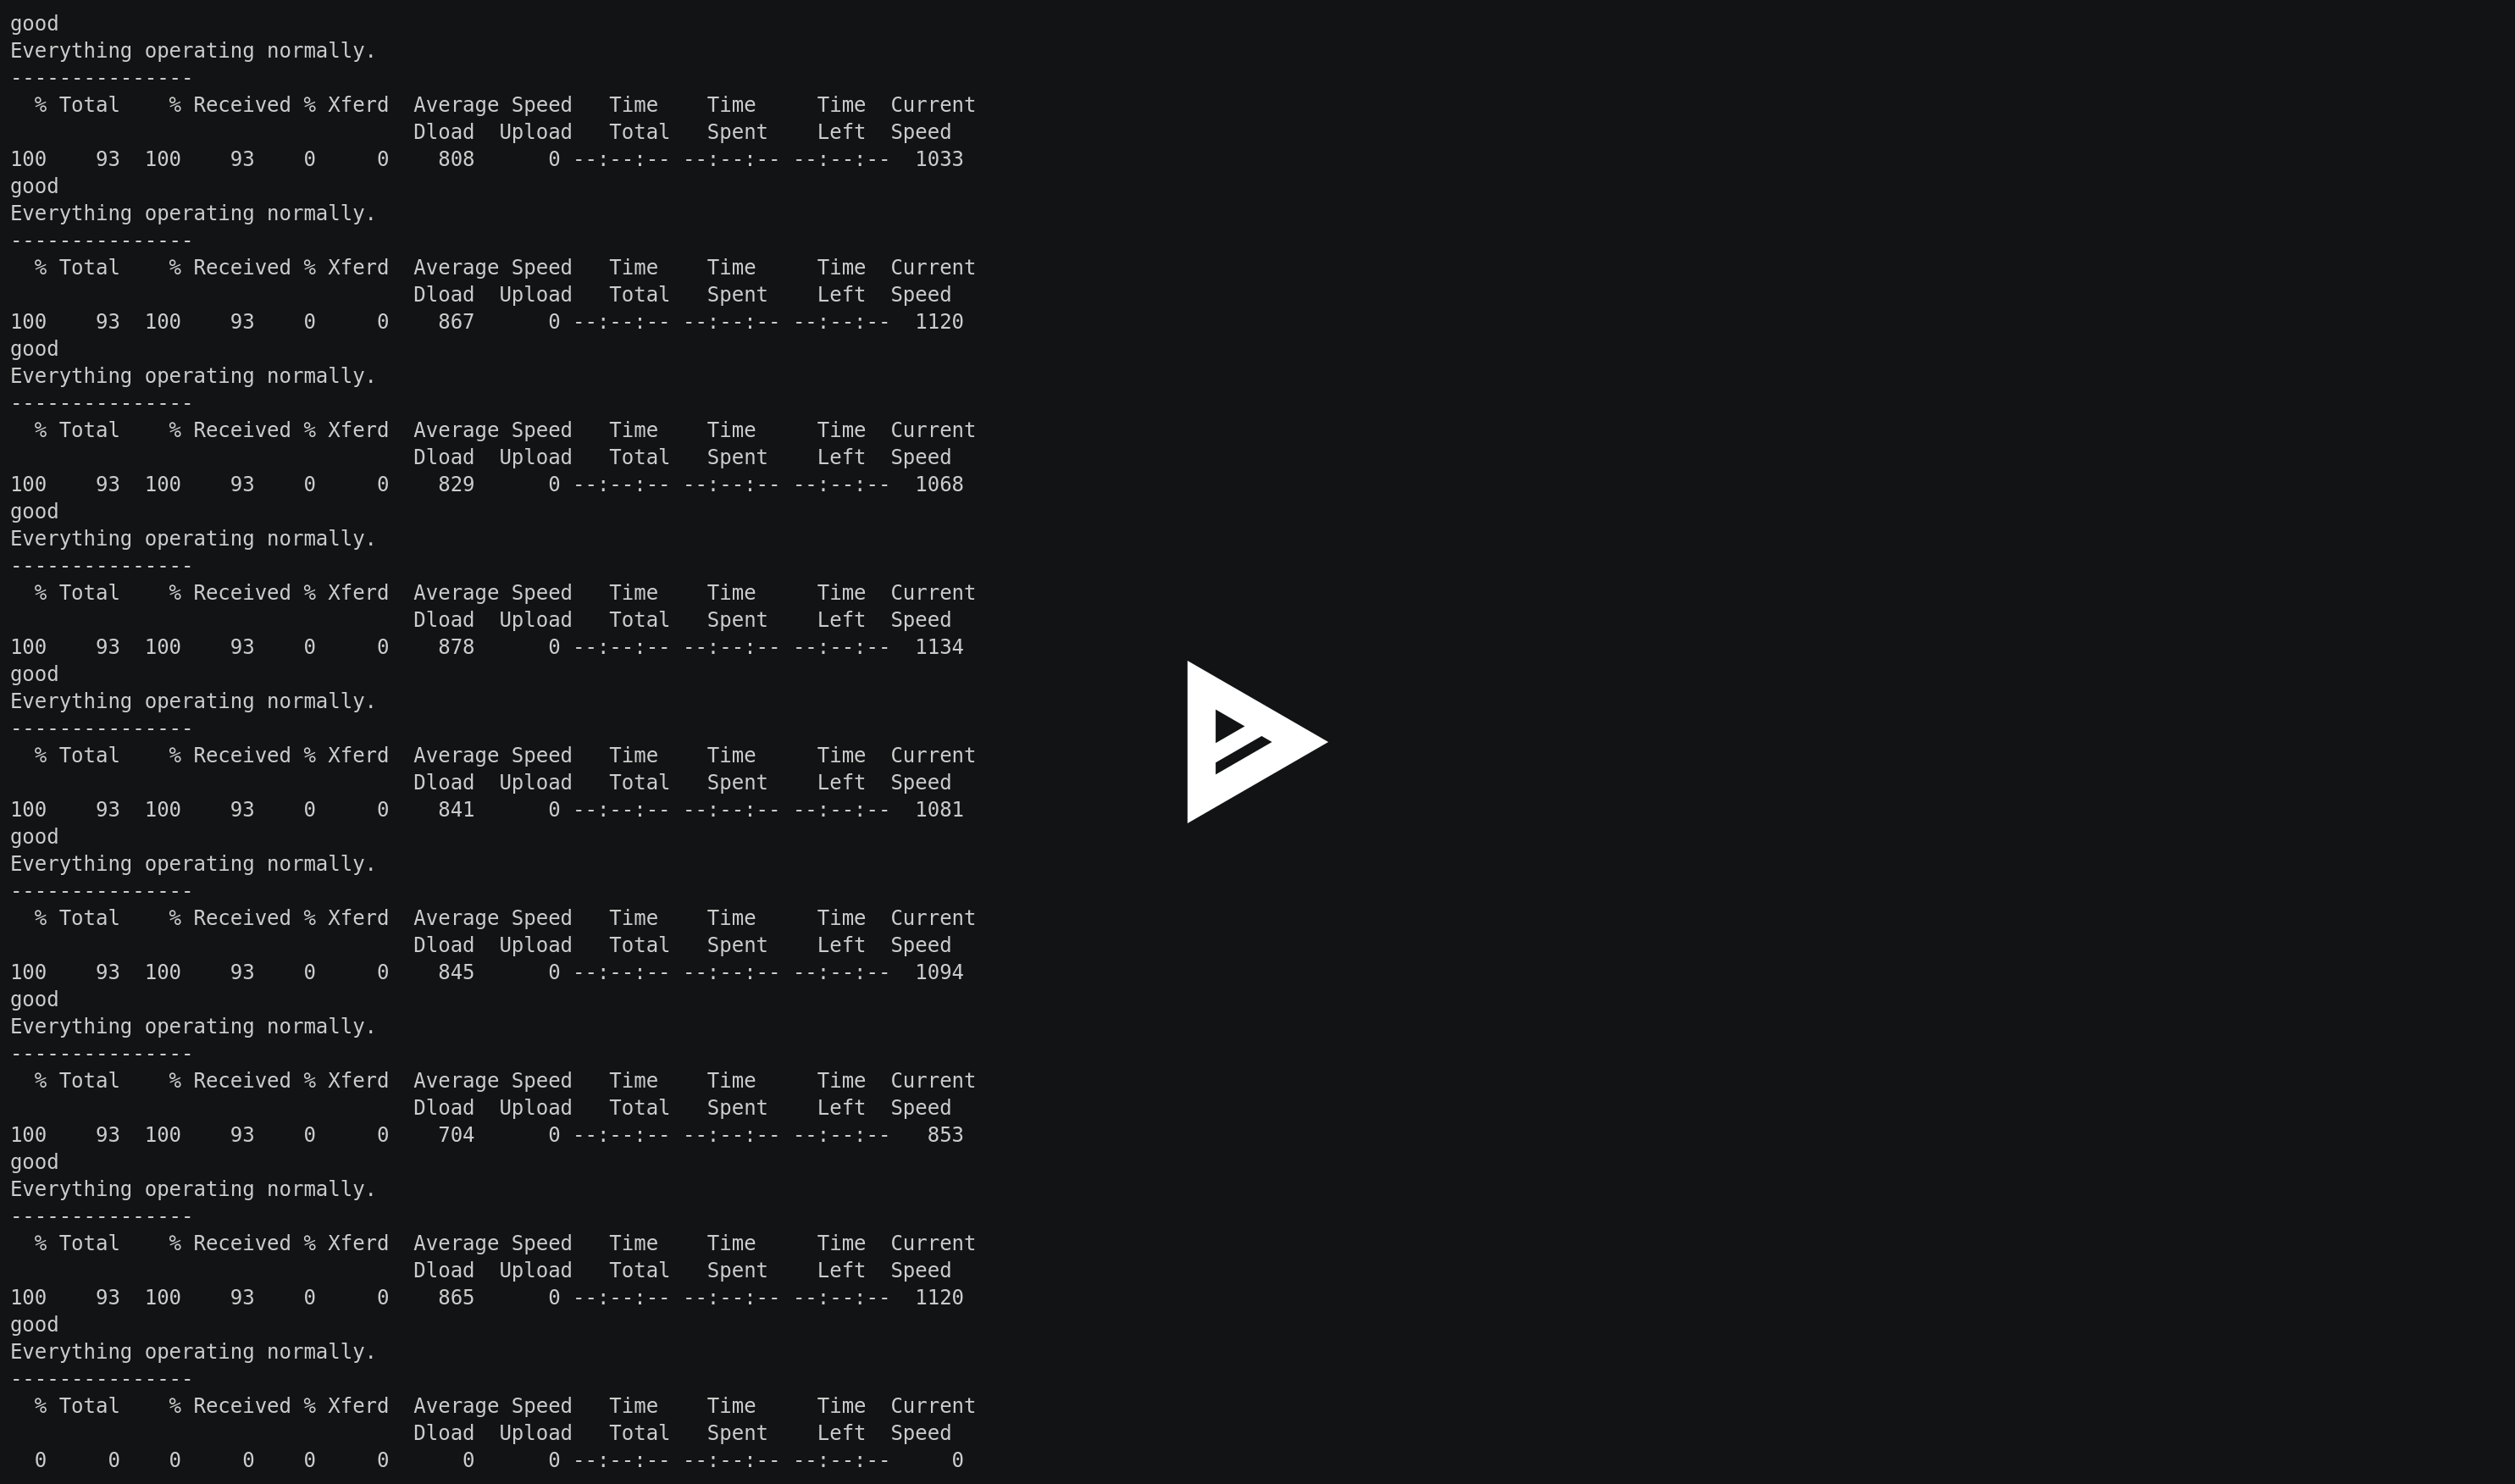 good
Everything operating normally.
---------------
  % Total    % Received % Xferd  Average Speed   Time    Time     Time  Current
                                 Dload  Upload   Total   Spent    Left  Speed
100    93  100    93    0     0    808      0 --:--:-- --:--:-- --:--:--  1033
good
Everything operating normally.
---------------
  % Total    % Received % Xferd  Average Speed   Time    Time     Time  Current
                                 Dload  Upload   Total   Spent    Left  Speed
100    93  100    93    0     0    867      0 --:--:-- --:--:-- --:--:--  1120
good
Everything operating normally.
---------------
  % Total    % Received % Xferd  Average Speed   Time    Time     Time  Current
                                 Dload  Upload   Total   Spent    Left  Speed
100    93  100    93    0     0    829      0 --:--:-- --:--:-- --:--:--  1068
good
Everything operating normally.
---------------
  % Total    % Received % Xferd  Average Speed   Time    Time     Time  Current
                                 Dload  Upload   Total   Spent    Left  Speed
100    93  100    93    0     0    878      0 --:--:-- --:--:-- --:--:--  1134
good
Everything operating normally.
---------------
  % Total    % Received % Xferd  Average Speed   Time    Time     Time  Current
                                 Dload  Upload   Total   Spent    Left  Speed
100    93  100    93    0     0    841      0 --:--:-- --:--:-- --:--:--  1081
good
Everything operating normally.
---------------
  % Total    % Received % Xferd  Average Speed   Time    Time     Time  Current
                                 Dload  Upload   Total   Spent    Left  Speed
100    93  100    93    0     0    845      0 --:--:-- --:--:-- --:--:--  1094
good
Everything operating normally.
---------------
  % Total    % Received % Xferd  Average Speed   Time    Time     Time  Current
                                 Dload  Upload   Total   Spent    Left  Speed
100    93  100    93    0     0    704      0 --:--:-- --:--:-- --:--:--   853
good
Everything operating normally.
---------------
  % Total    % Received % Xferd  Average Speed   Time    Time     Time  Current
                                 Dload  Upload   Total   Spent    Left  Speed
100    93  100    93    0     0    865      0 --:--:-- --:--:-- --:--:--  1120
good
Everything operating normally.
---------------
  % Total    % Received % Xferd  Average Speed   Time    Time     Time  Current
                                 Dload  Upload   Total   Spent    Left  Speed
  0     0    0     0    0     0      0      0 --:--:-- --:--:-- --:--:--     0